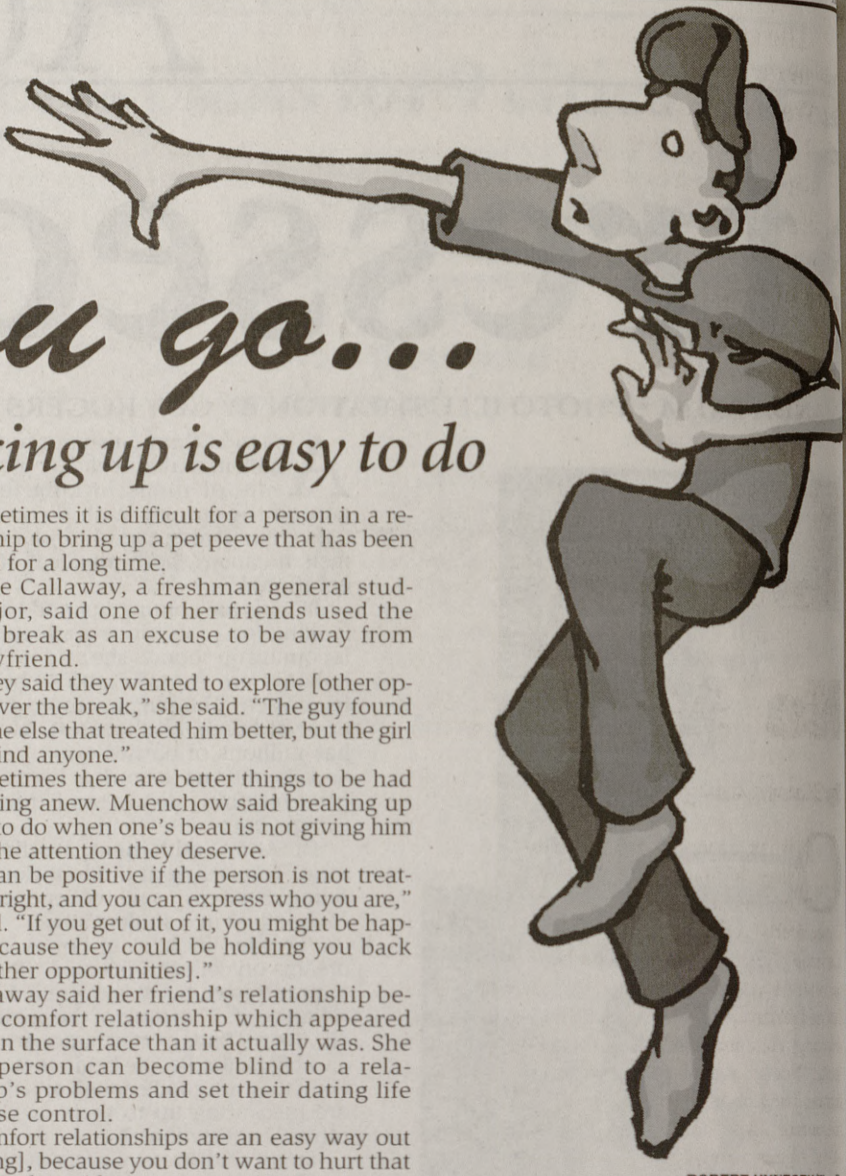 u go...
ing up is easy to do
etimes it is difficult for a person in a re-
hip to bring up a pet peeve that has been
for a long time.
e Callaway, a freshman general stud-
jor, said one of her friends used the
break as an excuse to be away from
yfriend.
ey said they wanted to explore [other op-
ver the break,” she said. “The guy found
e else that treated him better, but the girl
ind anyone.”
etimes there are better things to be had
ing anew. Muenchow said breaking up
to do when one’s beau is not giving him
he attention they deserve.
an be positive if the person is not treat-
right, and you can express who you are,”
l. “If you get out of it, you might be hap-
cause they could be holding you back
ther opportunities].”
away said her friend’s relationship be-
comfort relationship which appeared
n the surface than it actually was. She
person can become blind to a rela-
p’s problems and set their dating life
se control.
nfort relationships are an easy way out
ng], because you don’t want to hurt that